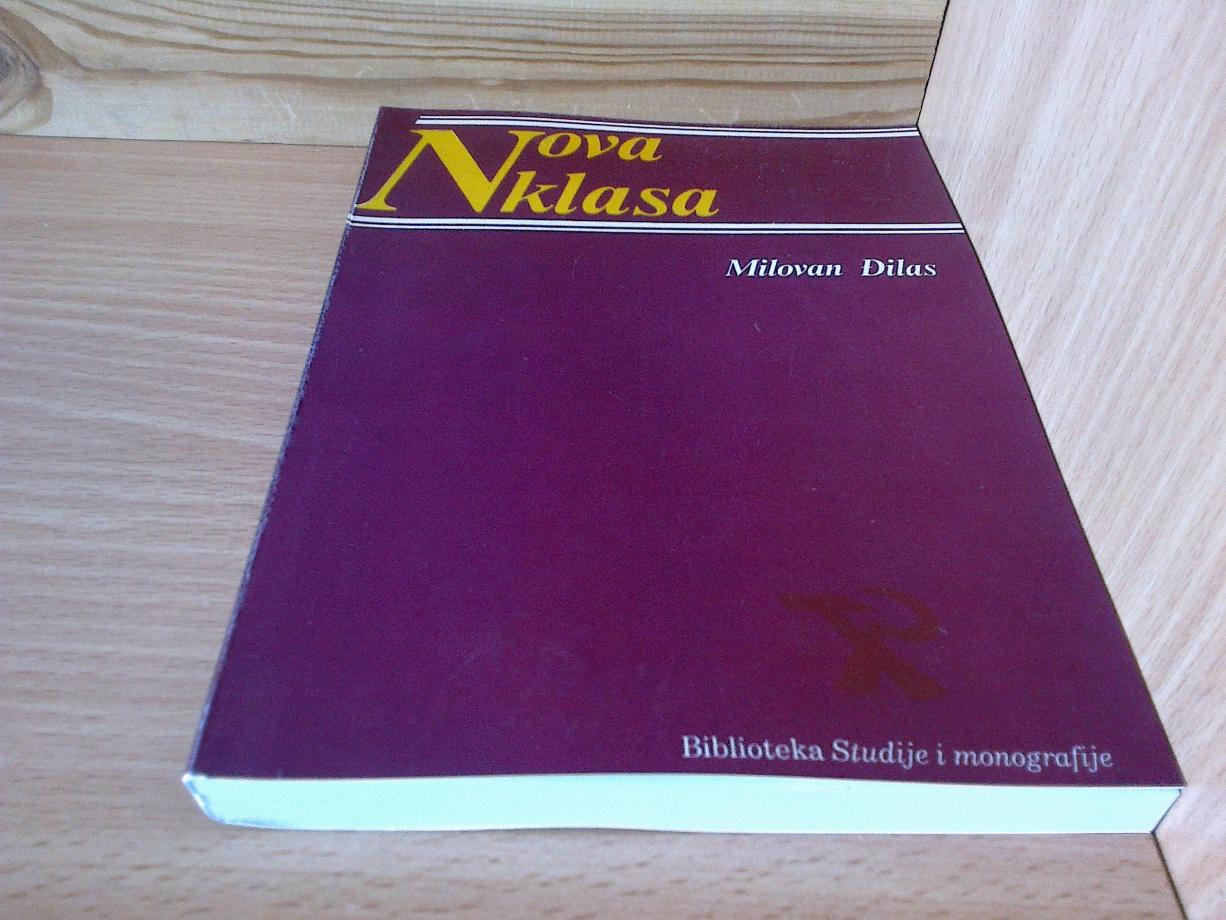 Nova
klasa
Milovan Đilas
Biblioteka Studije i monografije